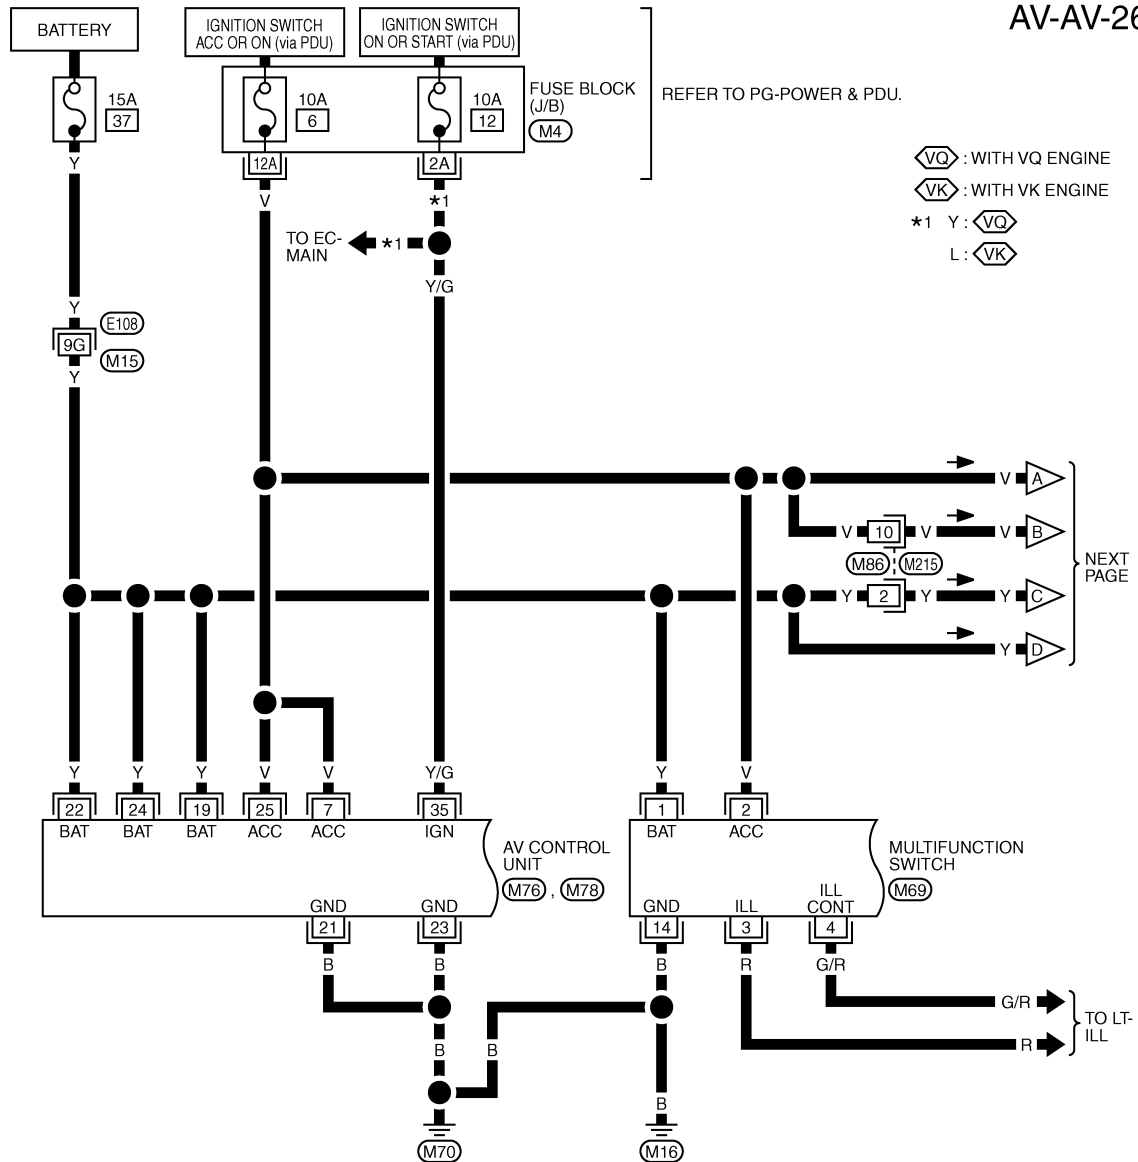 AV-AV-26
BATTERY
IGNITION SWITCH
ACC OR ON (via PDU)
IGNITION SWITCH
ON OR START (via PDU)
15A
37
10A
6
10A
12
FUSE BLOCK
(J/B)
M4
REFER TO PG-POWER & PDU.
12A
2A
Y
V
*1
VQ : WITH VQ ENGINE
VK : WITH VK ENGINE
*1 Y : VQ
L : VK
TO EC-
MAIN
*1
Y/G
Y
E108
9G
M15
Y
V
A
V
10
V
V
B
M86
M215
NEXT
PAGE
Y
2
Y
Y
C
Y
D
Y
Y
Y
V
V
Y/G
Y
V
22
24
19
25
7
35
1
2
BAT
BAT
BAT
ACC
ACC
IGN
BAT
ACC
AV CONTROL
UNIT
M76 , M78
MULTIFUNCTION
SWITCH
M69
GND
GND
GND
ILL
ILL
CONT
21
23
14
3
4
B
B
B
R
G/R
G/R
R
TO LT-
ILL
B
B
B
M70
M16